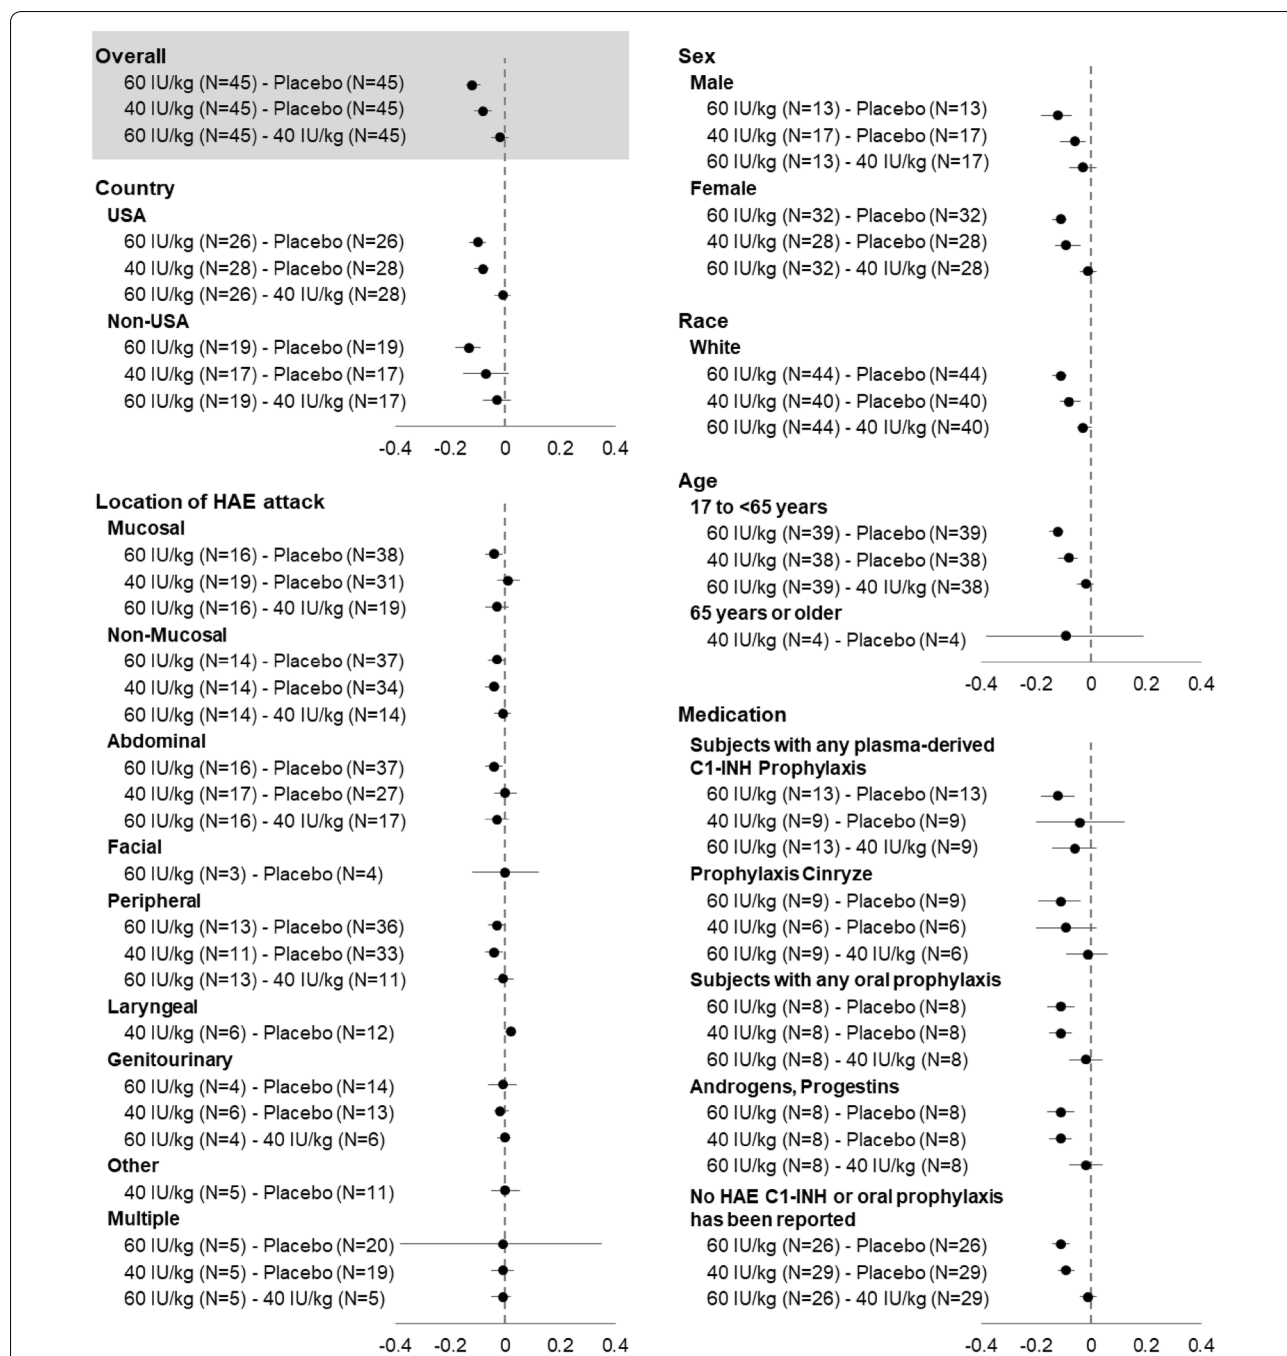 Overall
60 IU/kg (N=45) - Placebo (N=45)
40 IU/kg (N=45) - Placebo (N=45)
60 IU/kg (N=45) - 40 IU/kg (N=45)
Country
USA
60 IU/kg (N=26) - Placebo (N=26)
40 IU/kg (N=28) - Placebo (N=28)
60 IU/kg (N=26) - 40 IU/kg (N=28)
Non-USA
60 IU/kg (N=19) - Placebo (N=19)
40 IU/kg (N=17) - Placebo (N=17)
60 IU/kg (N=19) - 40 IU/kg (N=17)
-0.4 -0.2 0 0.2 0.4
Location of HAE attack
Mucosal
60 IU/kg (N=16) - Placebo (N=38)
40 IU/kg (N=19) - Placebo (N=31)
60 IU/kg (N=16) - 40 IU/kg (N=19)
Non-Mucosal
60 IU/kg (N=14) - Placebo (N=37)
40 IU/kg (N=14) - Placebo (N=34)
60 IU/kg (N=14) - 40 IU/kg (N=14)
Abdominal
60 IU/kg (N=16) - Placebo (N=37)
40 IU/kg (N=17) - Placebo (N=27)
60 IU/kg (N=16) - 40 IU/kg (N=17)
Facial
60 IU/kg (N=3) - Placebo (N=4)
Peripheral
60 IU/kg (N=13) - Placebo (N=36)
40 IU/kg (N=11) - Placebo (N=33)
60 IU/kg (N=13) - 40 IU/kg (N=11)
Laryngeal
40 IU/kg (N=6) - Placebo (N=12)
Genitourinary
60 IU/kg (N=4) - Placebo (N=14)
40 IU/kg (N=6) - Placebo (N=13)
60 IU/kg (N=4) - 40 IU/kg (N=6)
Other
40 IU/kg (N=5) - Placebo (N=11)
Multiple
60 IU/kg (N=5) - Placebo (N=20)
40 IU/kg (N=5) - Placebo (N=19)
60 IU/kg (N=5) - 40 IU/kg (N=5)
-0.4 -0.2 0 0.2 0.4
Sex
Male
60 IU/kg (N=13) - Placebo (N=13)
40 IU/kg (N=17) - Placebo (N=17)
60 IU/kg (N=13) - 40 IU/kg (N=17)
Female
60 IU/kg (N=32) - Placebo (N=32)
40 IU/kg (N=28) - Placebo (N=28)
60 IU/kg (N=32) - 40 IU/kg (N=28)
Race
White
60 IU/kg (N=44) - Placebo (N=44)
40 IU/kg (N=40) - Placebo (N=40)
60 IU/kg (N=44) - 40 IU/kg (N=40)
Age
17 to <65 years
60 IU/kg (N=39) - Placebo (N=39)
40 IU/kg (N=38) - Placebo (N=38)
60 IU/kg (N=39) - 40 IU/kg (N=38)
65 years or older
40 IU/kg (N=4) - Placebo (N=4)
-0.4 -0.2 0 0.2 0.4
Medication
Subjects with any plasma-derived
C1-INH Prophylaxis
60 IU/kg (N=13) - Placebo (N=13)
40 IU/kg (N=9) - Placebo (N=9)
60 IU/kg (N=13) - 40 IU/kg (N=9)
Prophylaxis Cinryze
60 IU/kg (N=9) - Placebo (N=9)
40 IU/kg (N=6) - Placebo (N=6)
60 IU/kg (N=9) - 40 IU/kg (N=6)
Subjects with any oral prophylaxis
60 IU/kg (N=8) - Placebo (N=8)
40 IU/kg (N=8) - Placebo (N=8)
60 IU/kg (N=8) - 40 IU/kg (N=8)
Androgens, Progestins
60 IU/kg (N=8) - Placebo (N=8)
40 IU/kg (N=8) - Placebo (N=8)
60 IU/kg (N=8) - 40 IU/kg (N=8)
No HAE C1-INH or oral prophylaxis
has been reported
60 IU/kg (N=26) - Placebo (N=26)
40 IU/kg (N=29) - Placebo (N=29)
60 IU/kg (N=26) - 40 IU/kg (N=29)
-0.4 -0.2 0 0.2 0.4